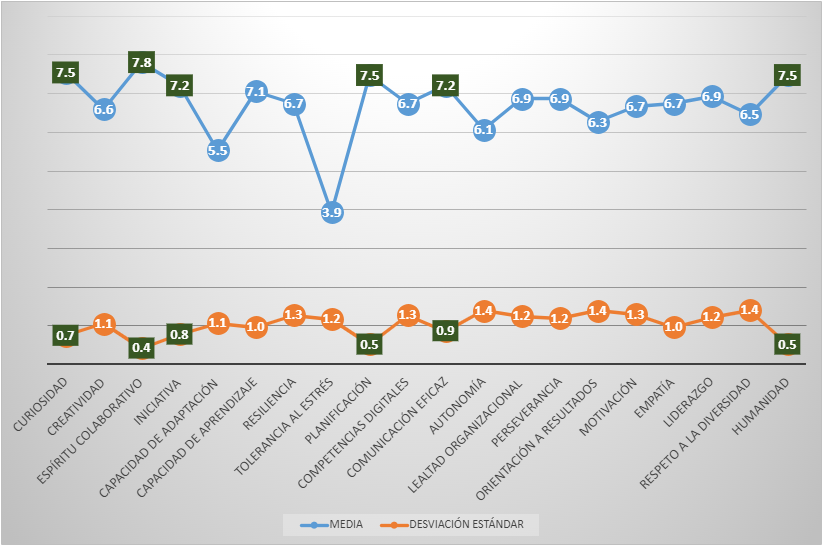 7.5
6.6
7.8
7.2
5.5
7.1
6.7
3.9
7.5
6.7
7.2
6.1
6.9
6.9
6.3
6.7
6.7
6.9
6.5
7.5
0.7
1.1
0.4
0.8
1.1
1.0
1.3
1.2
0.5
1.3
0.9
1.4
1.2
1.2
1.4
1.3
1.0
1.2
1.4
0.5
CURIOSIDAD
CREATIVIDAD
ESPÍRITU COLABORATIVO
INICIATIVA
CAPACIDAD DE ADAPTACIÓN
CAPACIDAD DE APRENDIZAJE
RESILIENCIA
TOLERANCIA AL ESTRÉS
PLANIFICACIÓN
COMPETENCIAS DIGITALES
COMUNICACIÓN EFICAZ
AUTONOMÍA
LEALTAD ORGANIZACIONAL
PERSEVERANCIA
ORIENTACIÓN A RESULTADOS
MOTIVACIÓN
EMPATÍA
LIDERAZGO
RESPETO A LA DIVERSIDAD
HUMANIDAD
MEDIA
DESVIACIÓN ESTÁNDAR